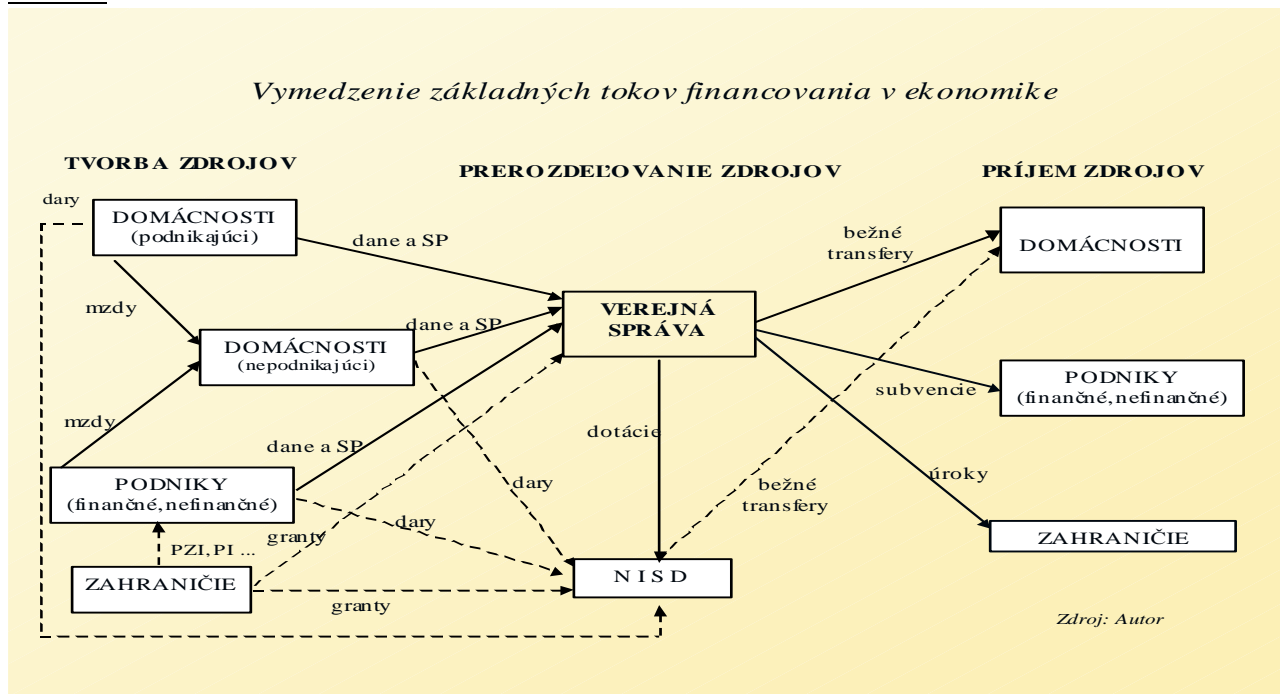 Vymedzenie základných tokov financovania v ekonomike
TVORBA ZDROJOV
PREROZDEĽOVANIE ZDROJOV
PRÍJEM ZDROJOV
dary
DOMÁCNOSTI
(podnikajúci)
dane a SP
bežné
transfery
DOMÁCNOSTI
mzdy
VEREJNÁ
SPRÁVA
dane a SP
DOMÁCNOSTI
(nepodnikajúci)
PODNIKY
(finančné, nefinančné)
subvencie
mzdy
dane a SP
dotácie
PODNIKY
(finančné, nefinančné)
dary
bežné
transfery
úroky
dary
granty
PZI, PI ...
ZAHRANIČIE
ZAHRANIČIE
NISD
granty
Zdroj: Autor